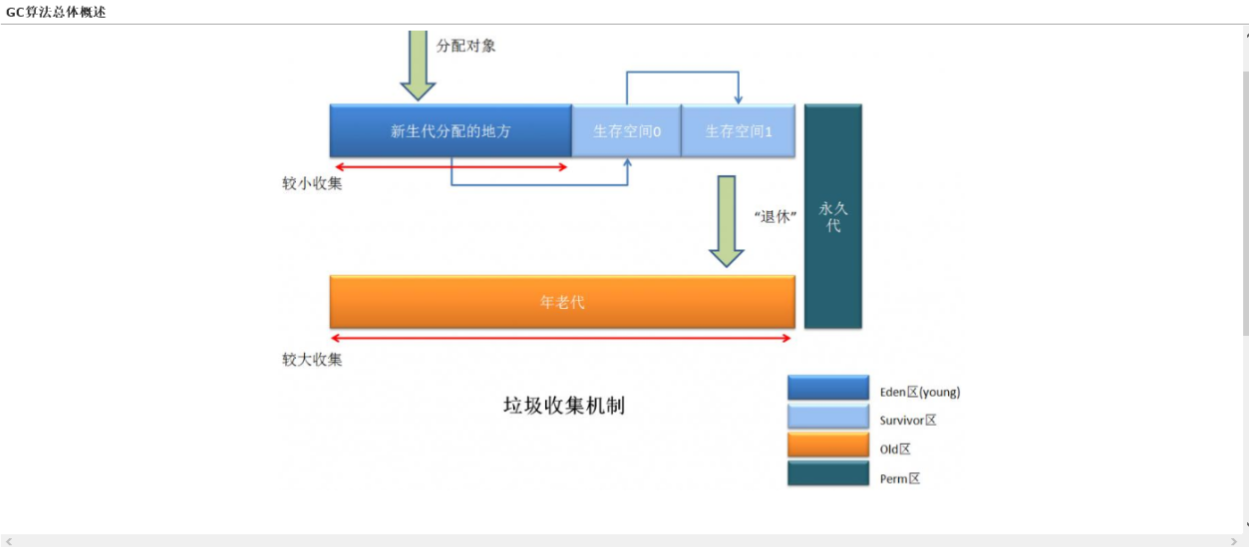 GC算法总体概述
分配对象
新生代分配的地方
生存空间0
生存空间1
较小收集
“退休”
永久
代
年老代
较大收集
垃圾收集机制
Eden区(young)
Survivor区
Old区
Perm区